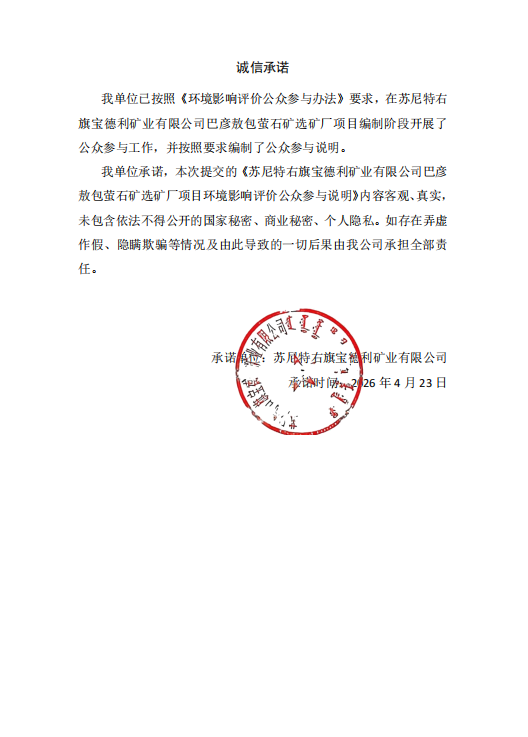 诚信承诺
我单位已按照《环境影响评价公众参与办法》要求，在苏尼特右
旗宝德利矿业有限公司巴彦敖包萤石矿选矿厂项目编制阶段开展了
公众参与工作，并按照要求编制了公众参与说明。
我单位承诺，本次提交的《苏尼特右旗宝德利矿业有限公司巴彦
敖包萤石矿选矿厂项目环境影响评价公众参与说明》内容客观、真实，
未包含依法不得公开的国家秘密、商业秘密、个人隐私。如存在弄虚
作假、隐瞒欺骗等情况及由此导致的一切后果由我公司承担全部责
任。
承诺单位：苏尼特右旗宝德利矿业有限公司
承诺时间：2026 年 4 月 23 日